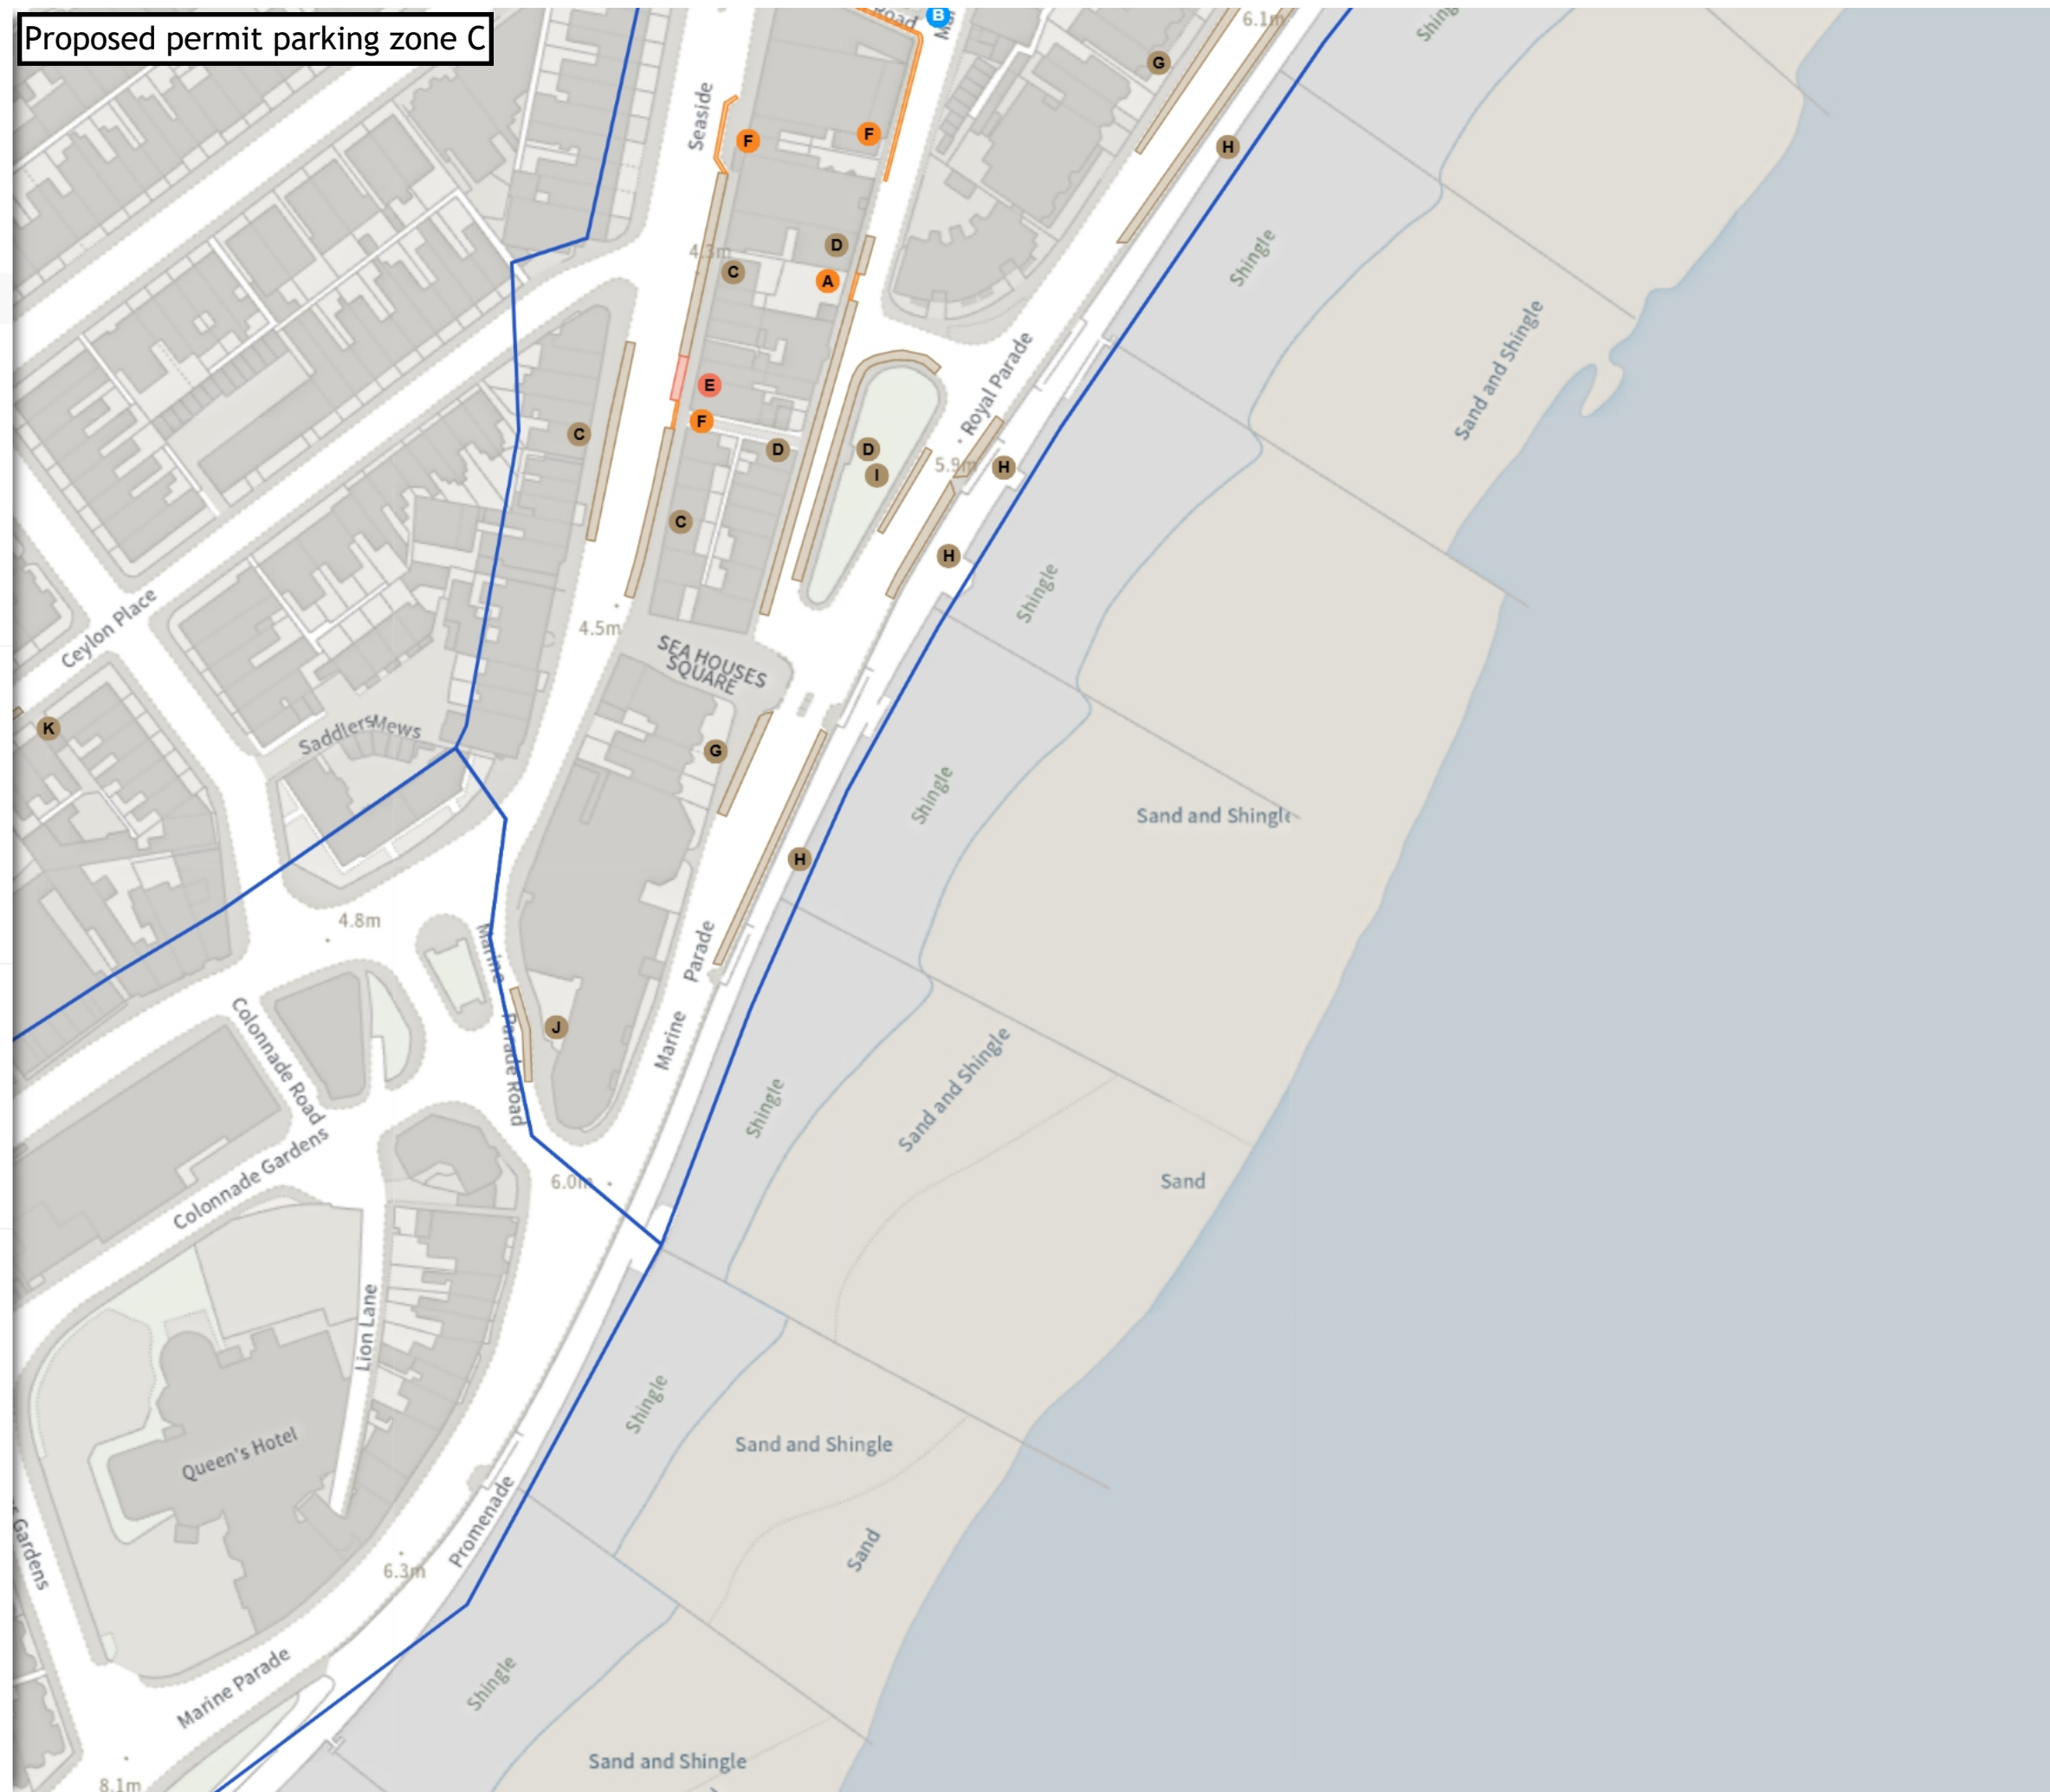 Proposed permit parking zone C
Road
B
6.1m
G
Seaside
F
F
H
Shingle
4.3m
C
D
A
Royal Parade
Sand and Shingle
E
F
C
D
D
I
5.9m
H
C
H
Shingle
Ceylon Place
4.5m
SEA HOUSES
SQUARE
K
Saddlers Mews
G
Shingle
Sand and Shingle
H
4.8m
Marine Parade Road
Marine Parade
Colonnade Road
J
Sand and Shingle
Shingle
Colonnade Gardens
6.0m
Sand
Lion Lane
Shingle
Queen's Hotel
Sand and Shingle
Promenade
Gardens
6.3m
Sand
Marine Parade
Shingle
Sand and Shingle
8.1m